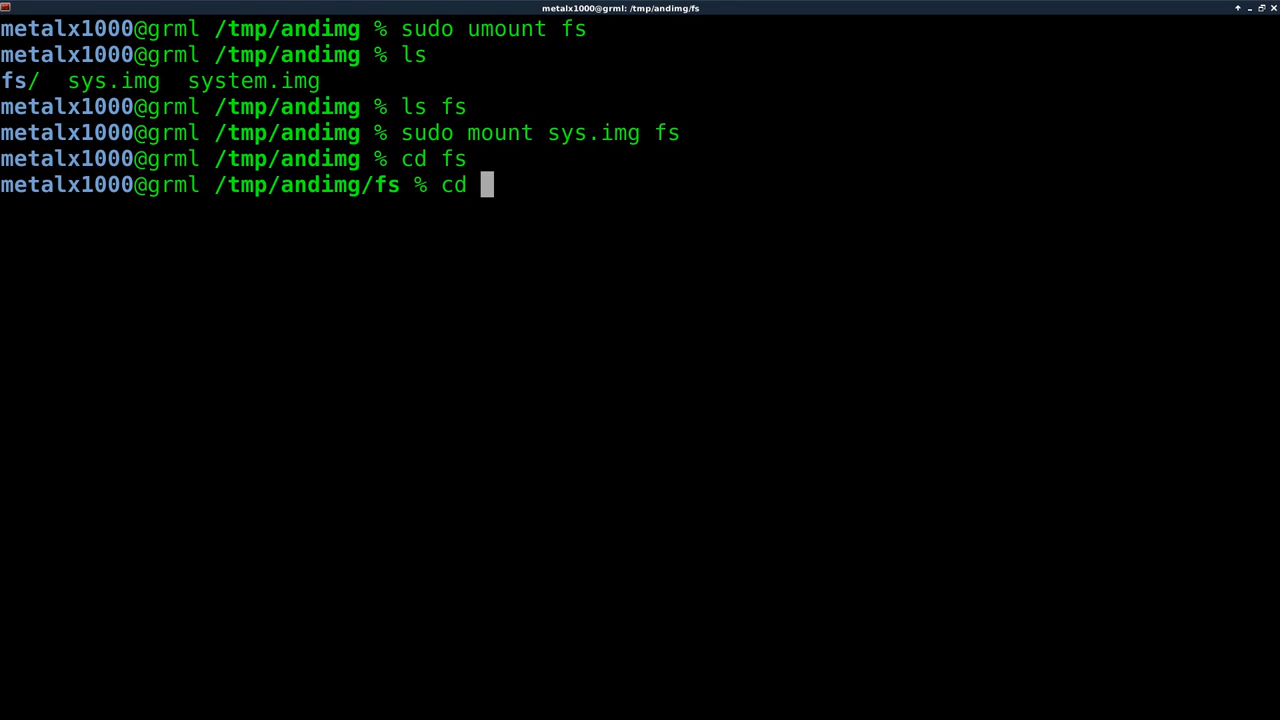 metalx1000@grml: /tmp/andimg/fs
metalx1000@grml /tmp/andimg % sudo umount fs
metalx1000@grml /tmp/andimg % ls
fs/  sys.img  system.img
metalx1000@grml /tmp/andimg % ls fs
metalx1000@grml /tmp/andimg % sudo mount sys.img fs
metalx1000@grml /tmp/andimg % cd fs
metalx1000@grml /tmp/andimg/fs % cd